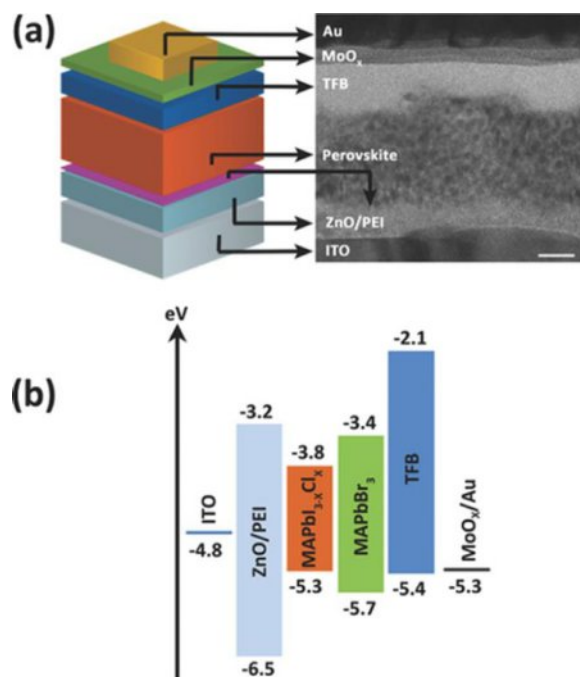 (a)
Au
MoOₓ
TFB
Perovskite
ZnO/PEI
ITO
(b)
eV
ITO
-4.8
-3.2
ZnO/PEI
-6.5
-3.8
MAPbI₃₋ₓClₓ
-5.3
-3.4
MAPbBr₃
-5.7
-2.1
TFB
-5.4
MoOₓ/Au
-5.3